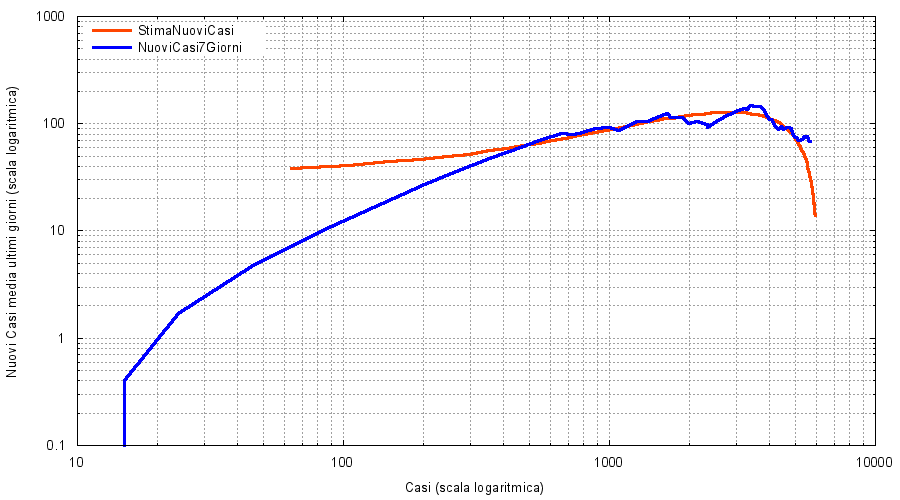 1000
StimaNuoviCasi
NuoviCasi7Giorni
100
10
1
0.1
Nuovi Casi media ultimi giorni (scala logaritmica)
10 100 1000 10000
Casi (scala logaritmica)